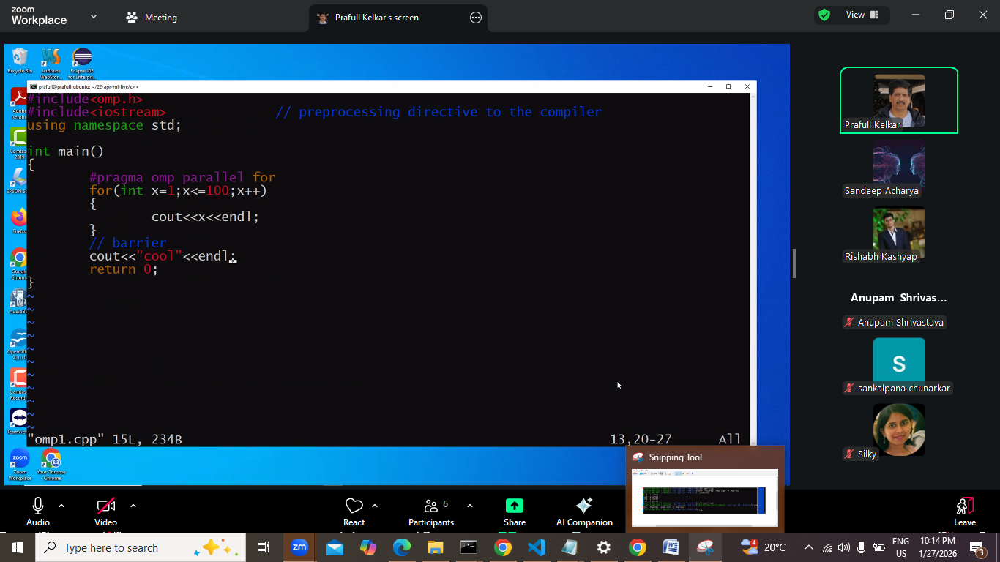 zoom
Workplace
Meeting
Prafull Kelkar's screen
View
Recycle Bin
JetBrains
WebStor...
Eclipse IDE
for Enterpri...
prafull@prafull-ubuntu: ~/22-apr-ml-live/c++
#include<omp.h>
#include<iostream> // preprocessing directive to the compiler
using namespace std;
int main()
{
#pragma omp parallel for
for(int x=1;x<=100;x++)
{
cout<<x<<endl;
}
// barrier
cout<<"cool"<<endl;
return 0;
}
~
~
~
~
~
~
~
~
~
~
~
"omp1.cpp" 15L, 234B 13,20-27 All
Zoom
Workplace
Your Chrome
- Chrome
Prafull Kelkar
Sandeep Acharya
Rishabh Kashyap
Anupam Shrivas...
Anupam Shrivastava
S
sankalpana chunarkar
Silky
Snipping Tool
Audio
Video
React
6
Participants
Share
AI Companion
Leave
Type here to search
zm
4
20°C
ENG
US
10:14 PM
1/27/2026
3